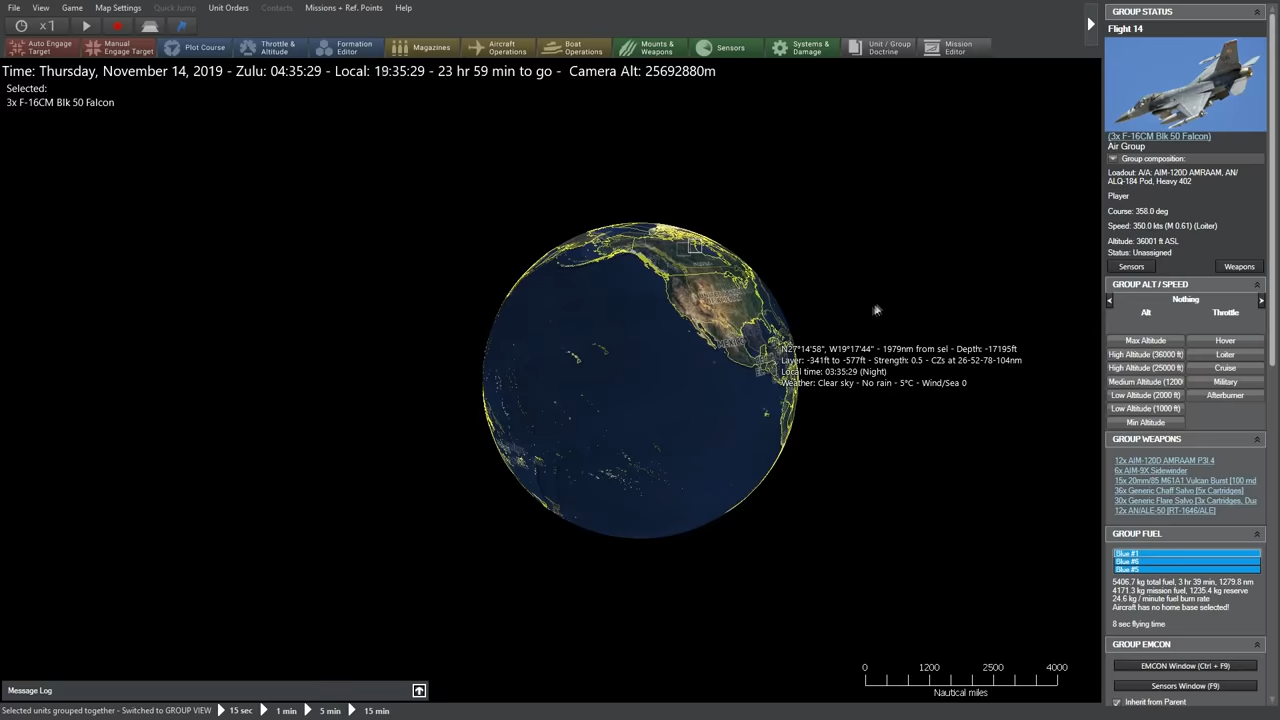 File View Game Map Settings Quick Jump Unit Orders Contacts Missions + Ref. Points Help
x 1
Auto Engage Target
Manual Engage Target
Plot Course
Throttle & Altitude
Formation Editor
Magazines
Aircraft Operations
Boat Operations
Mounts & Weapons
Sensors
Systems & Damage
Unit / Group Doctrine
Mission Editor
Time: Thursday, November 14, 2019 - Zulu: 04:35:29 - Local: 19:35:29 - 23 hr 59 min to go - Camera Alt: 25692880m
Selected:
3x F-16CM Blk 50 Falcon
N27°14'58", W19°17'44" - 1979nm from sel - Depth: -17195ft
Layer: -341ft to -577ft - Strength: 0.5 - CZs at 26-52-78-104nm
Local time: 03:35:29 (Night)
Weather: Clear sky - No rain - 5°C - Wind/Sea 0
0 1200 2500 4000
Nautical miles
Message Log
Selected units grouped together - Switched to GROUP VIEW 15 sec 1 min 5 min 15 min
GROUP STATUS
Flight 14
(3x F-16CM Blk 50 Falcon)
Air Group
Group composition:
Loadout: A/A: AIM-120D AMRAAM, AN/
ALQ-184 Pod, Heavy 402
Player
Course: 358.0 deg
Speed: 350.0 kts (M 0.61) (Loiter)
Altitude: 36001 ft ASL
Status: Unassigned
Sensors Weapons
GROUP ALT / SPEED
Nothing
Alt Throttle
Max Altitude Hover
High Altitude (36000 ft) Loiter
High Altitude (25000 ft) Cruise
Medium Altitude (1200 Military
Low Altitude (2000 ft) Afterburner
Low Altitude (1000 ft)
Min Altitude
GROUP WEAPONS
12x AIM-120D AMRAAM P3I.4
6x AIM-9X Sidewinder
15x 20mm/85 M61A1 Vulcan Burst [100 rnd
36x Generic Chaff Salvo [5x Cartridges]
30x Generic Flare Salvo [3x Cartridges, Dua
12x AN/ALE-50 [RT-1646/ALE]
GROUP FUEL
Blue #1
Blue #6
Blue #5
5406.7 kg total fuel, 3 hr 39 min, 1279.8 nm
4171.3 kg mission fuel, 1235.4 kg reserve
24.6 kg / minute fuel burn rate
Aircraft has no home base selected!
8 sec flying time
GROUP EMCON
EMCON Window (Ctrl + F9)
Sensors Window (F9)
Inherit from Parent